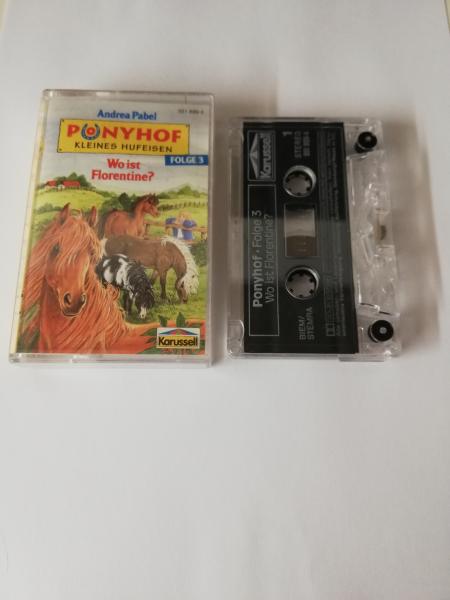 Andrea Pabel
PONYHOF
KLEINES HUFEISEN
FOLGE 3
Wo ist
Florentine?
Karussell
Karussell
1
STEREO
Ponyhof · Folge 3
Wo ist Florentine?
BIEM/
STEMRA